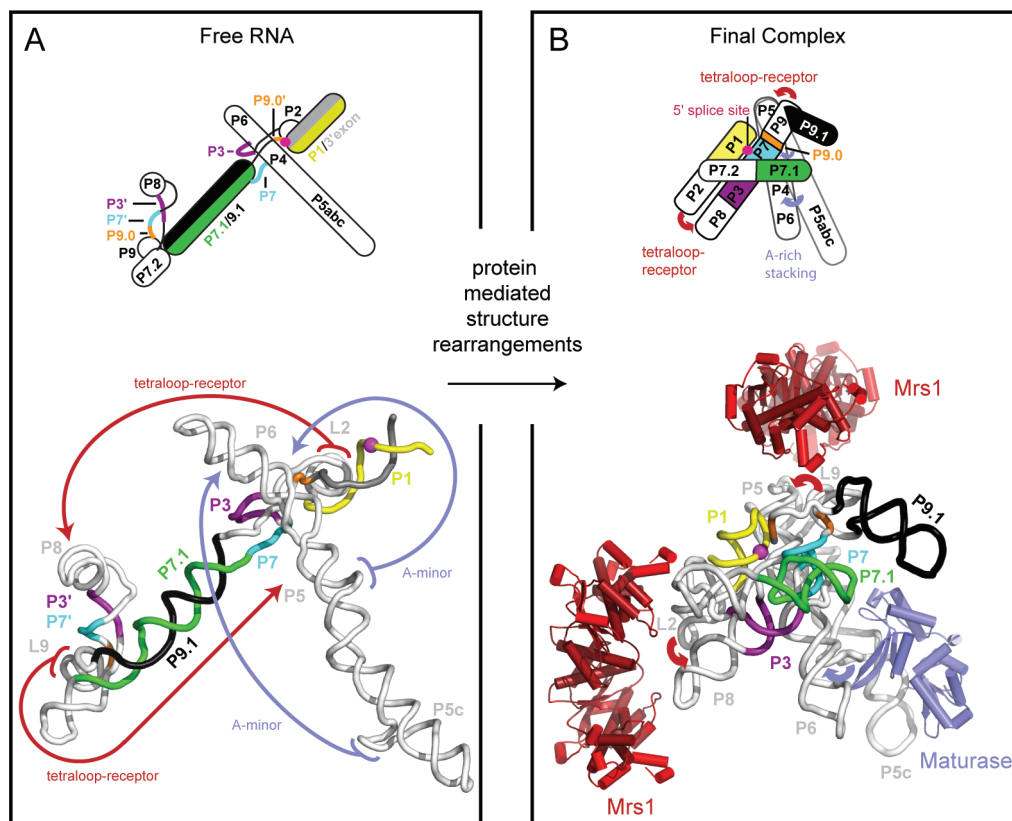 A
Free RNA
P9.0'
P2
P6
P1/3'exon
P3
P4
P8
P7
P3'
P7'
P5abc
P9.0
P7.1/9.1
P9
P7.2
tetraloop-receptor
L2
P6
P1
P3
P8
P7.1
P7
A-minor
P3'
P5
P7'
L9
P9.1
P5c
A-minor
tetraloop-receptor
protein
mediated
structure
rearrangements
B
Final Complex
tetraloop-receptor
P5
5' splice site
P9
P9.1
P1
P7
P9.0
P7.2
P7.1
P2
P3
P4
P8
P6
P5abc
tetraloop-
receptor
A-rich
stacking
Mrs1
P5
L9
P9.1
P1
P7
P7.1
L2
P3
P8
P6
P5c
Maturase
Mrs1